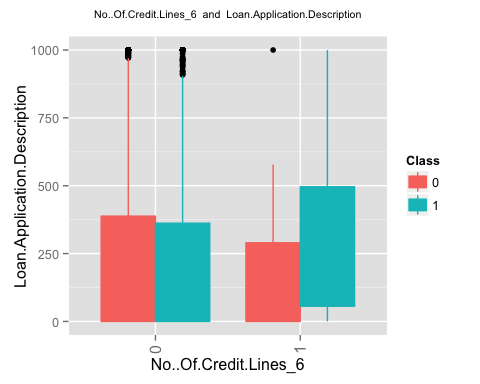 No..Of.Credit.Lines_6 and Loan.Application.Description
1000
750
500
250
0
Loan.Application.Description
0
1
No..Of.Credit.Lines_6
Class
0
1